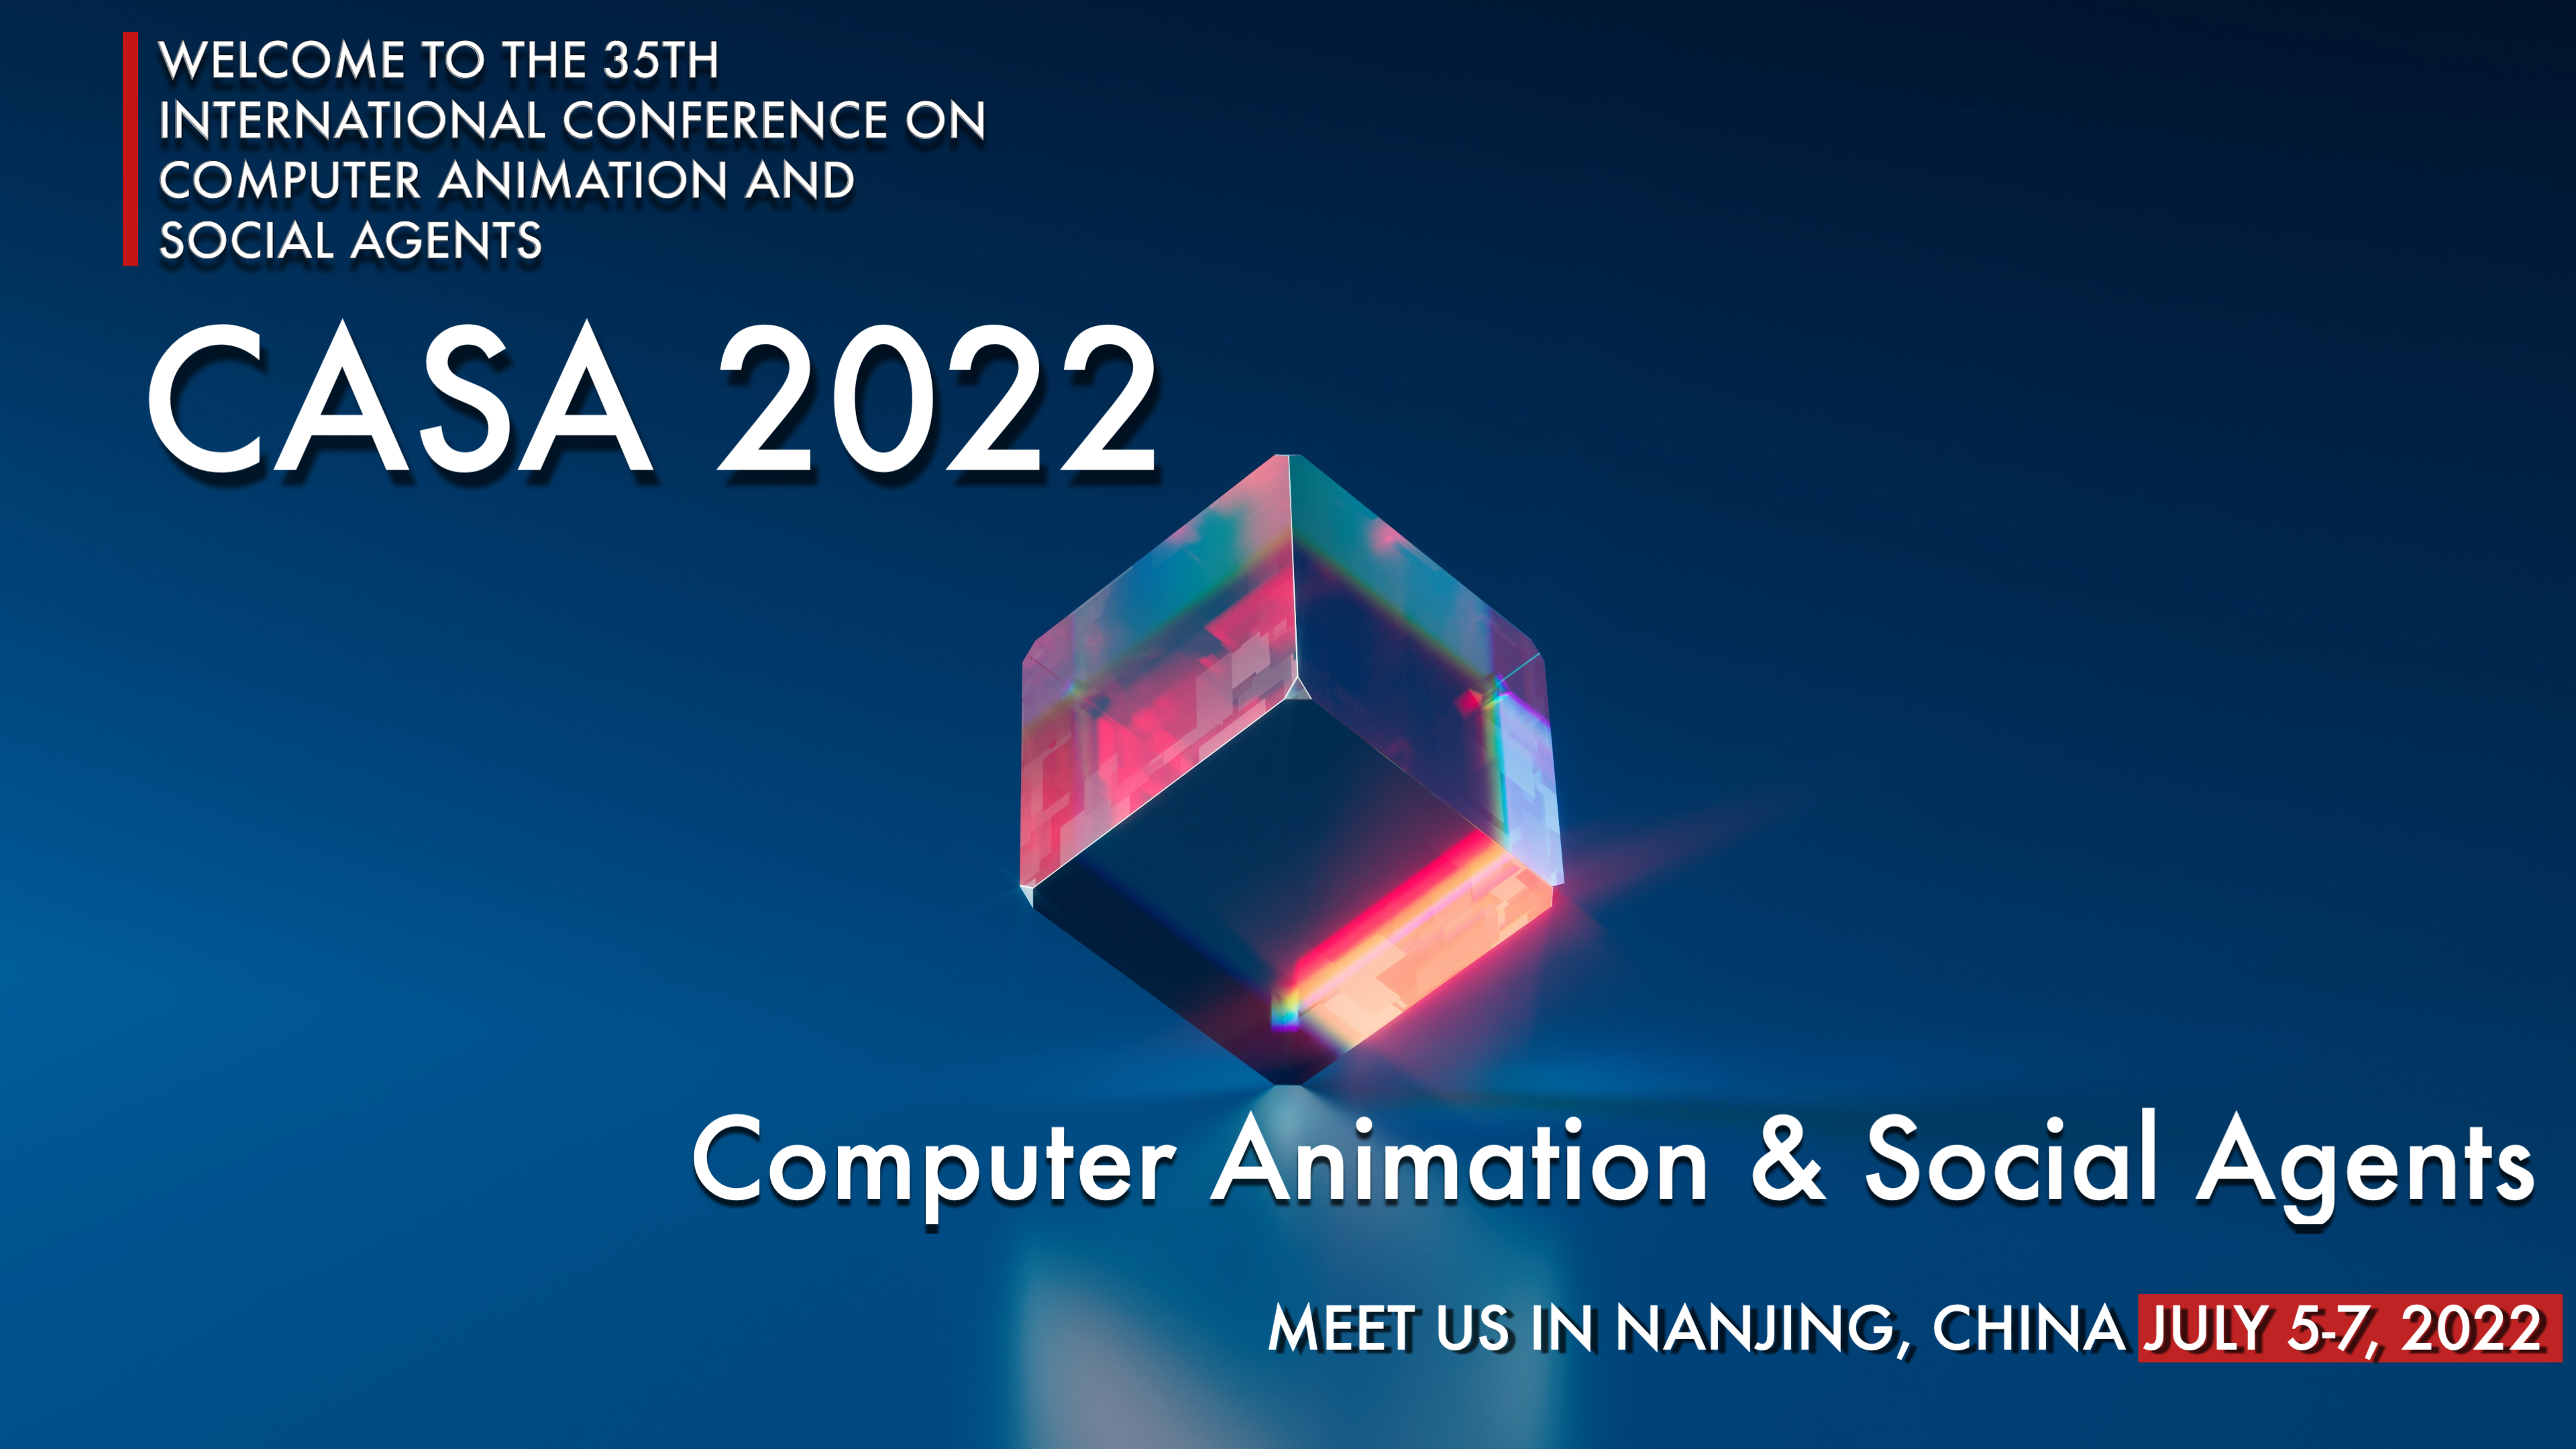 WELCOME TO THE 35TH
INTERNATIONAL CONFERENCE ON
COMPUTER ANIMATION AND
SOCIAL AGENTS
CASA 2022
Computer Animation & Social Agents
MEET US IN NANJING, CHINA JULY 5-7, 2022